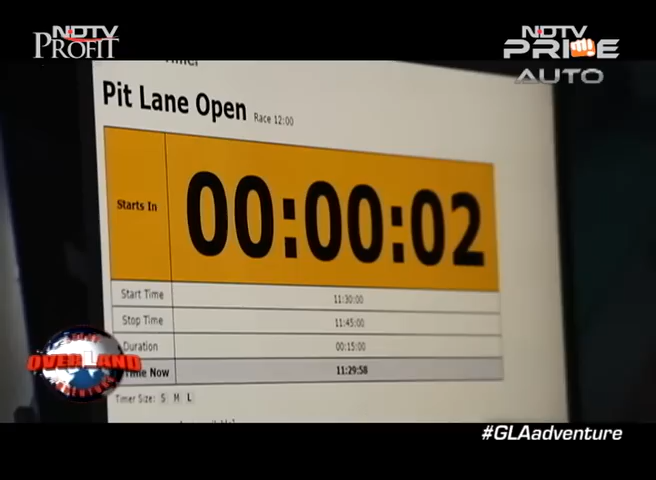 NDTV
PROFIT
NDTV
PRIME
AUTO
Timer
Pit Lane Open Race 12:00
Starts In 00:00:02
Start Time 11:30:00
Stop Time 11:45:00
Duration 00:15:00
Time Now 11:29:58
Timer Size: S M L
OVERLAND
ADVENTURE
#GLAadventure